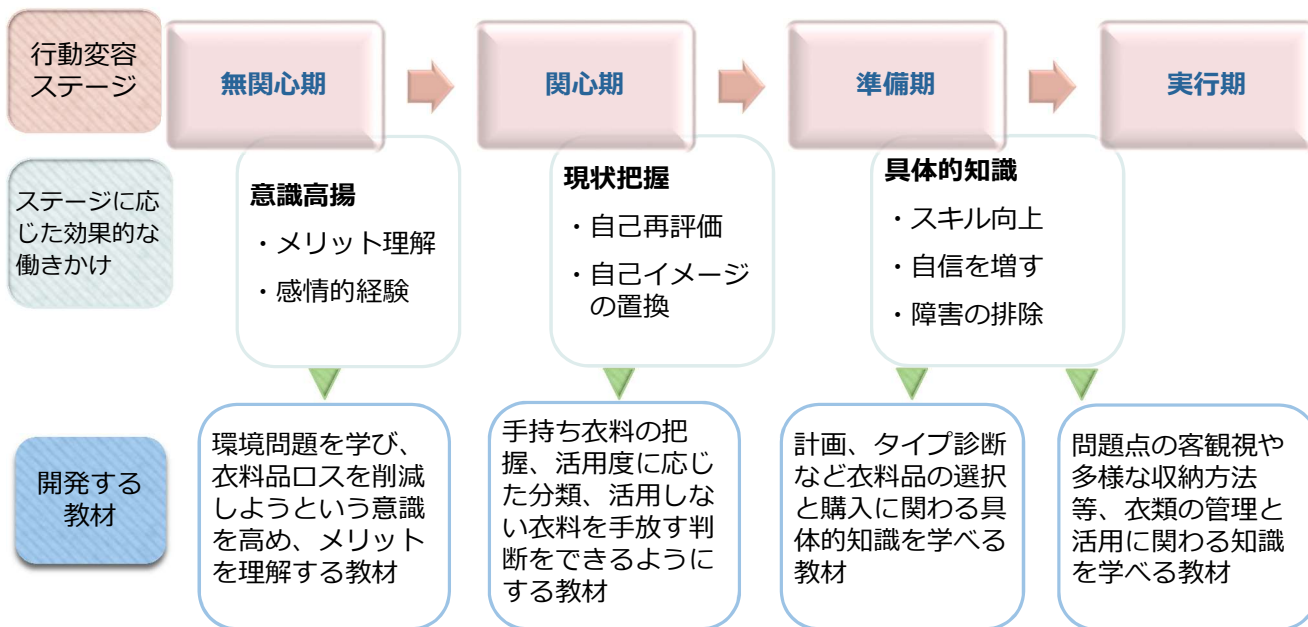 行動変容
ステージ
無関心期
関心期
準備期
実行期
ステージに応
じた効果的な
働きかけ
意識高揚
・メリット理解
・感情的経験
現状把握
・自己再評価
・自己イメージ
の置換
具体的知識
・スキル向上
・自信を増す
・障害の排除
開発する
教材
環境問題を学び、
衣料品ロスを削減
しようという意識
を高め、メリット
を理解する教材
手持ち衣料の把
握、活用度に応じ
た分類、活用しな
い衣料を手放す判
断をできるように
する教材
計画、タイプ診断
など衣料品の選択
と購入に関わる具
体的知識を学べる
教材
問題点の客観視や
多様な収納方法
等、衣類の管理と
活用に関わる知識
を学べる教材